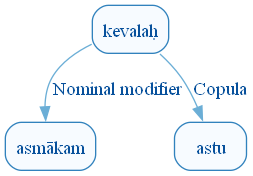 kevalaḥ
Nominal modifier Copula
asmākam astu